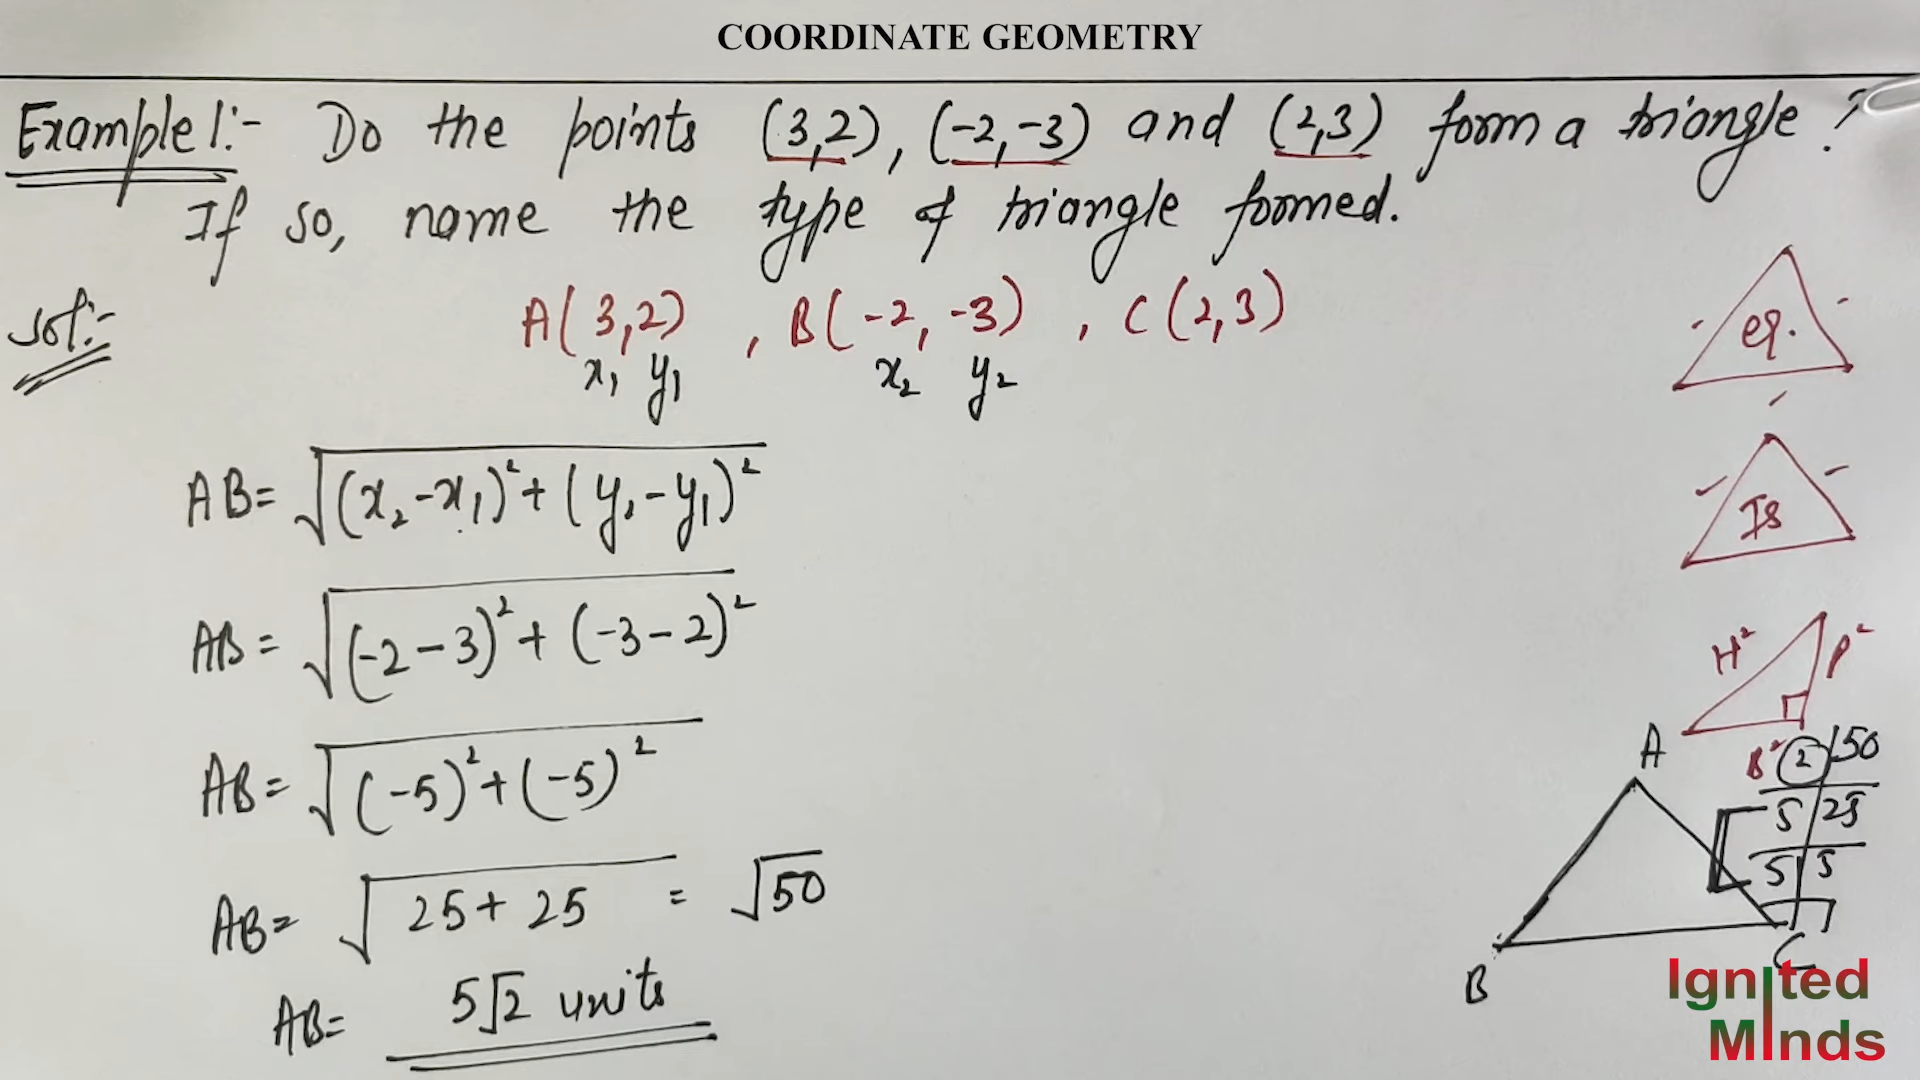 COORDINATE GEOMETRY
Example 1:- Do the points (3,2), (-2,-3) and (2,3) form a triangle?
If so, name the type of triangle formed.
Sol:-
A(3,2), B(-2,-3), C(2,3)
x₁ y₁ x₂ y₂
AB = √(x₂-x₁)²+(y₂-y₁)²
AB = √(-2-3)²+(-3-2)²
AB = √(-5)²+(-5)²
AB = √25+25 = √50
AB = 5√2 units
eq.
Is
H² P²
B²
2 50
5 25
5 5
A
B
C
Ignited
Minds